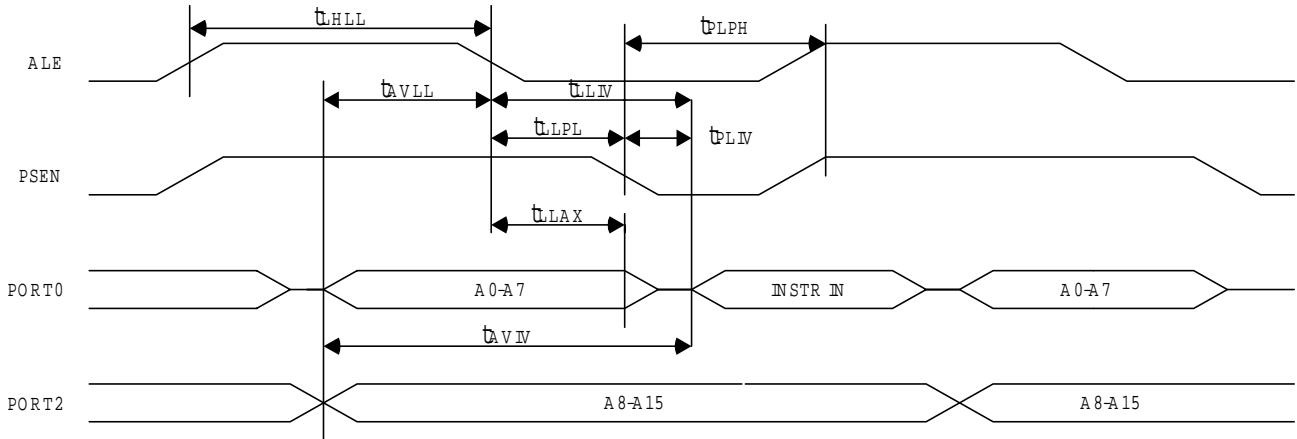 tLHLL
tPLPH
ALE
tAVLL
tLLIV
tLLPL
tPLIV
PSEN
tLLAX
PORT0
A0-A7
INSTR IN
A0-A7
tAVIV
PORT2
A8-A15
A8-A15